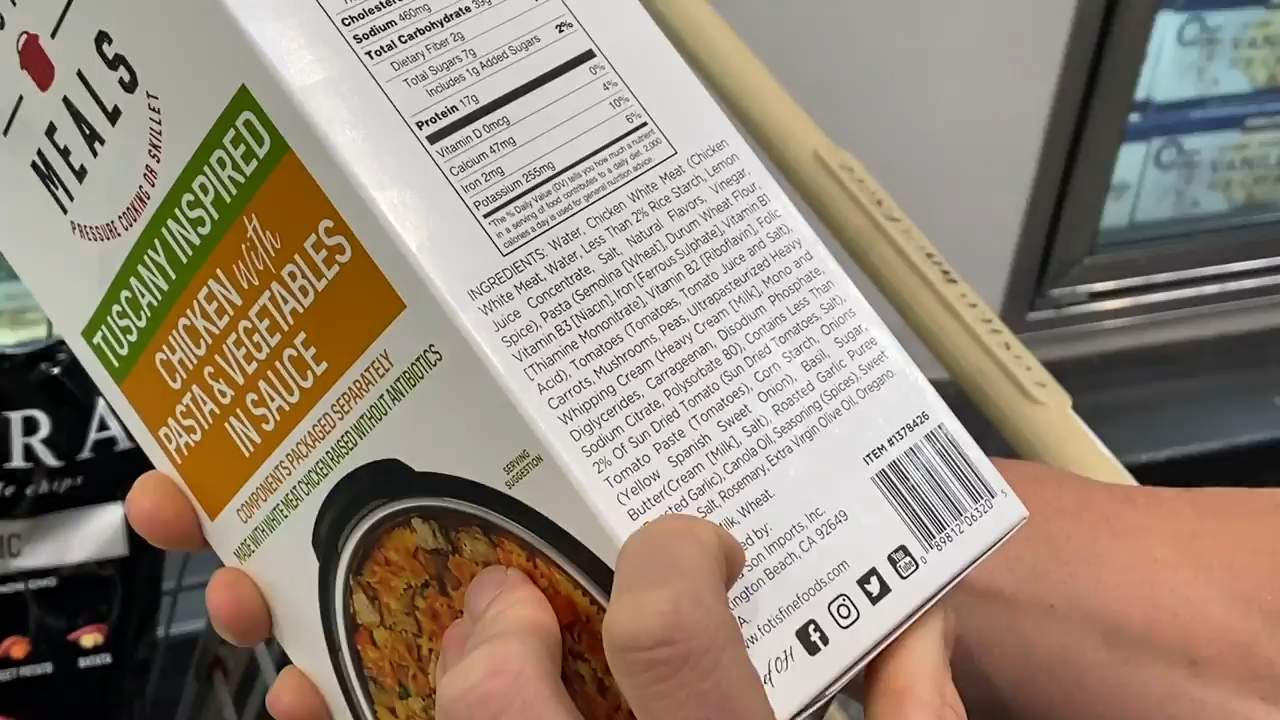 MEALS
PRESSURE COOKING OR SKILLET
TUSCANY INSPIRED
CHICKEN with
PASTA & VEGETABLES
IN SAUCE
COMPONENTS PACKAGED SEPARATELY
MADE WITH WHITE MEAT CHICKEN RAISED WITHOUT ANTIBIOTICS
SERVING
SUGGESTION
Sodium 460mg
Total Carbohydrate 39g
Dietary Fiber 2g
Total Sugars 7g
Includes 1g Added Sugars 2%
Protein 17g
Vitamin D 0mcg 0%
Calcium 47mg 4%
Iron 2mg 10%
Potassium 255mg 6%
*The % Daily Value (DV) tells you how much a nutrient
in a serving of food contributes to a daily diet. 2,000
calories a day is used for general nutrition advice.
INGREDIENTS: Water, Chicken White Meat (Chicken
White Meat, Water, Less Than 2% Rice Starch, Lemon
Juice Concentrate, Salt, Natural Flavors, Vinegar,
Spice), Pasta (Semolina [Wheat], Durum Wheat Flour,
Vitamin B3 [Niacin], Iron [Ferrous Sulphate], Vitamin B1
[Thiamine Mononitrate], Vitamin B2 [Riboflavin], Folic
Acid), Tomatoes (Tomatoes, Tomato Juice and Salt),
Carrots, Mushrooms, Peas, Ultrapasteurized Heavy
Whipping Cream (Heavy Cream [Milk], Mono and
Diglycerides, Carrageenan, Disodium Phosphate,
Sodium Citrate, Polysorbate 80), Contains Less Than
2% Of Sun Dried Tomato (Sun Dried Tomatoes, Salt),
Tomato Paste (Tomatoes), Corn Starch, Onions
(Yellow Spanish Sweet Onion), Basil, Sugar,
Butter(Cream [Milk], Salt), Roasted Garlic Puree
Garlic), Canola Oil, Seasoning (Spices), Sweet
Salt, Rosemary, Extra Virgin Olive Oil, Oregano.
Milk, Wheat.
Son Imports, Inc.
Beach, CA 92649
fotisfinefoods.com
ITEM #1378426
0 89812 06320 5
You
Tube
RA
chips
SWEET POTATO
BATATA